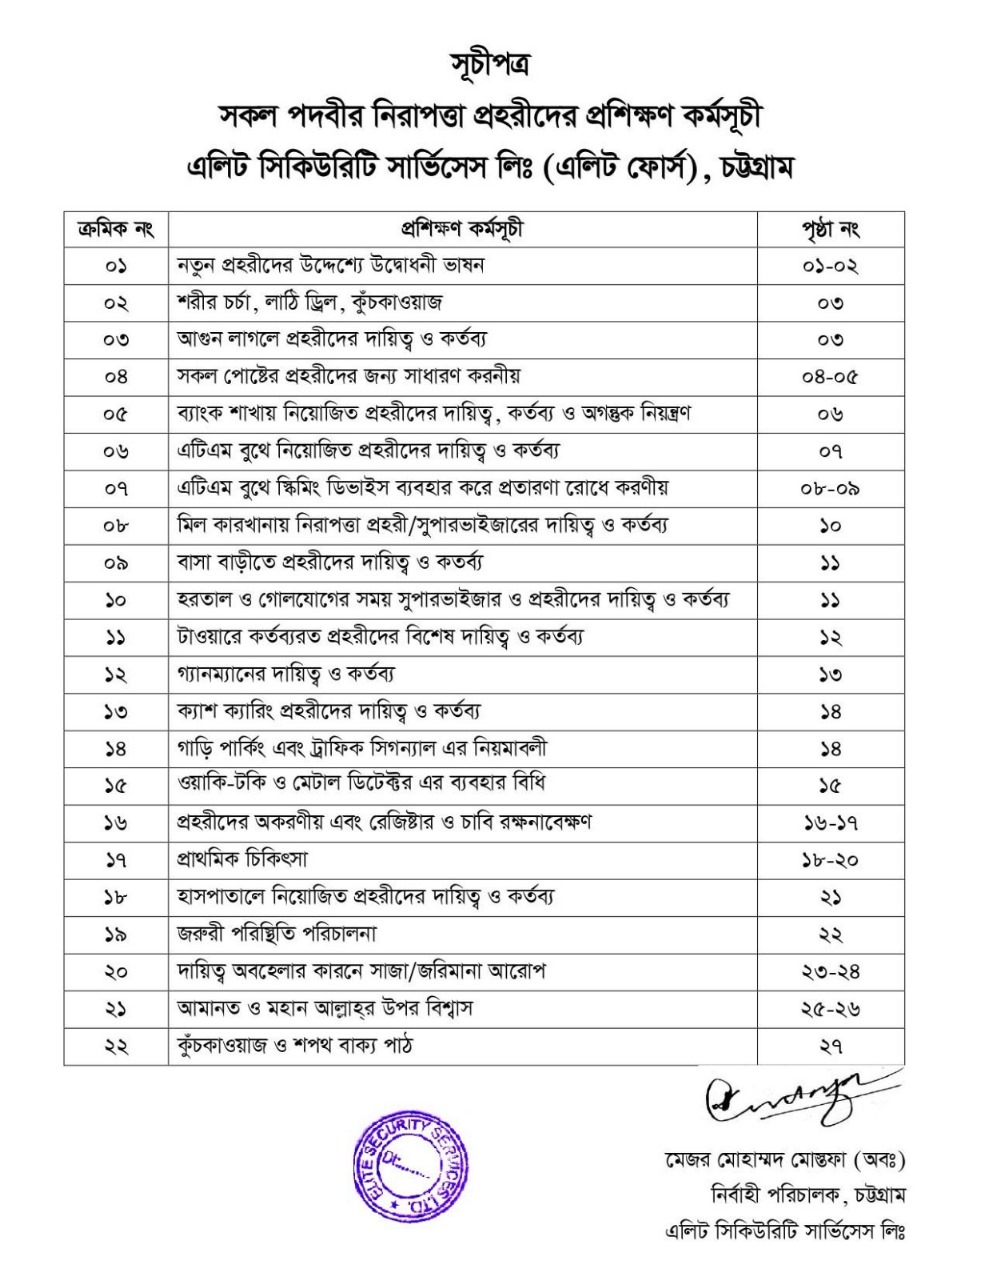 সূচীপত্র
সকল পদবীর নিরাপত্তা প্রহরীদের প্রশিক্ষণ কর্মসূচী
এলিট সিকিউরিটি সার্ভিসেস লিঃ (এলিট ফোর্স), চট্টগ্রাম
ক্রমিক নং প্রশিক্ষণ কর্মসূচী পৃষ্ঠা নং
০১ নতুন প্রহরীদের উদ্দেশ্যে উদ্বোধনী ভাষন ০১-০২
০২ শরীর চর্চা, লাঠি ড্রিল, কুঁচকাওয়াজ ০৩
০৩ আগুন লাগলে প্রহরীদের দায়িত্ব ও কর্তব্য ০৩
০৪ সকল পোষ্টের প্রহরীদের জন্য সাধারণ করনীয় ০৪-০৫
০৫ ব্যাংক শাখায় নিয়োজিত প্রহরীদের দায়িত্ব, কর্তব্য ও অগন্তুক নিয়ন্ত্রণ ০৬
০৬ এটিএম বুথে নিয়োজিত প্রহরীদের দায়িত্ব ও কর্তব্য ০৭
০৭ এটিএম বুথে স্কিমিং ডিভাইস ব্যবহার করে প্রতারণা রোধে করণীয় ০৮-০৯
০৮ মিল কারখানায় নিরাপত্তা প্রহরী/সুপারভাইজারের দায়িত্ব ও কর্তব্য ১০
০৯ বাসা বাড়ীতে প্রহরীদের দায়িত্ব ও কতর্ব্য ১১
১০ হরতাল ও গোলযোগের সময় সুপারভাইজার ও প্রহরীদের দায়িত্ব ও কর্তব্য ১১
১১ টাওয়ারে কর্তব্যরত প্রহরীদের বিশেষ দায়িত্ব ও কর্তব্য ১২
১২ গ্যানম্যানের দায়িত্ব ও কর্তব্য ১৩
১৩ ক্যাশ ক্যারিং প্রহরীদের দায়িত্ব ও কর্তব্য ১৪
১৪ গাড়ি পার্কিং এবং ট্রাফিক সিগন্যাল এর নিয়মাবলী ১৪
১৫ ওয়াকি-টকি ও মেটাল ডিটেক্টর এর ব্যবহার বিধি ১৫
১৬ প্রহরীদের অকরণীয় এবং রেজিষ্টার ও চাবি রক্ষনাবেক্ষণ ১৬-১৭
১৭ প্রাথমিক চিকিৎসা ১৮-২০
১৮ হাসপাতালে নিয়োজিত প্রহরীদের দায়িত্ব ও কর্তব্য ২১
১৯ জরুরী পরিস্থিতি পরিচালনা ২২
২০ দায়িত্ব অবহেলার কারনে সাজা/জরিমানা আরোপ ২৩-২৪
২১ আমানত ও মহান আল্লাহ্‌র উপর বিশ্বাস ২৫-২৬
২২ কুঁচকাওয়াজ ও শপথ বাক্য পাঠ ২৭
ELITE SECURITY SERVICES LTD.
Dt.......
মেজর মোহাম্মদ মোস্তফা (অবঃ)
নির্বাহী পরিচালক, চট্টগ্রাম
এলিট সিকিউরিটি সার্ভিসেস লিঃ